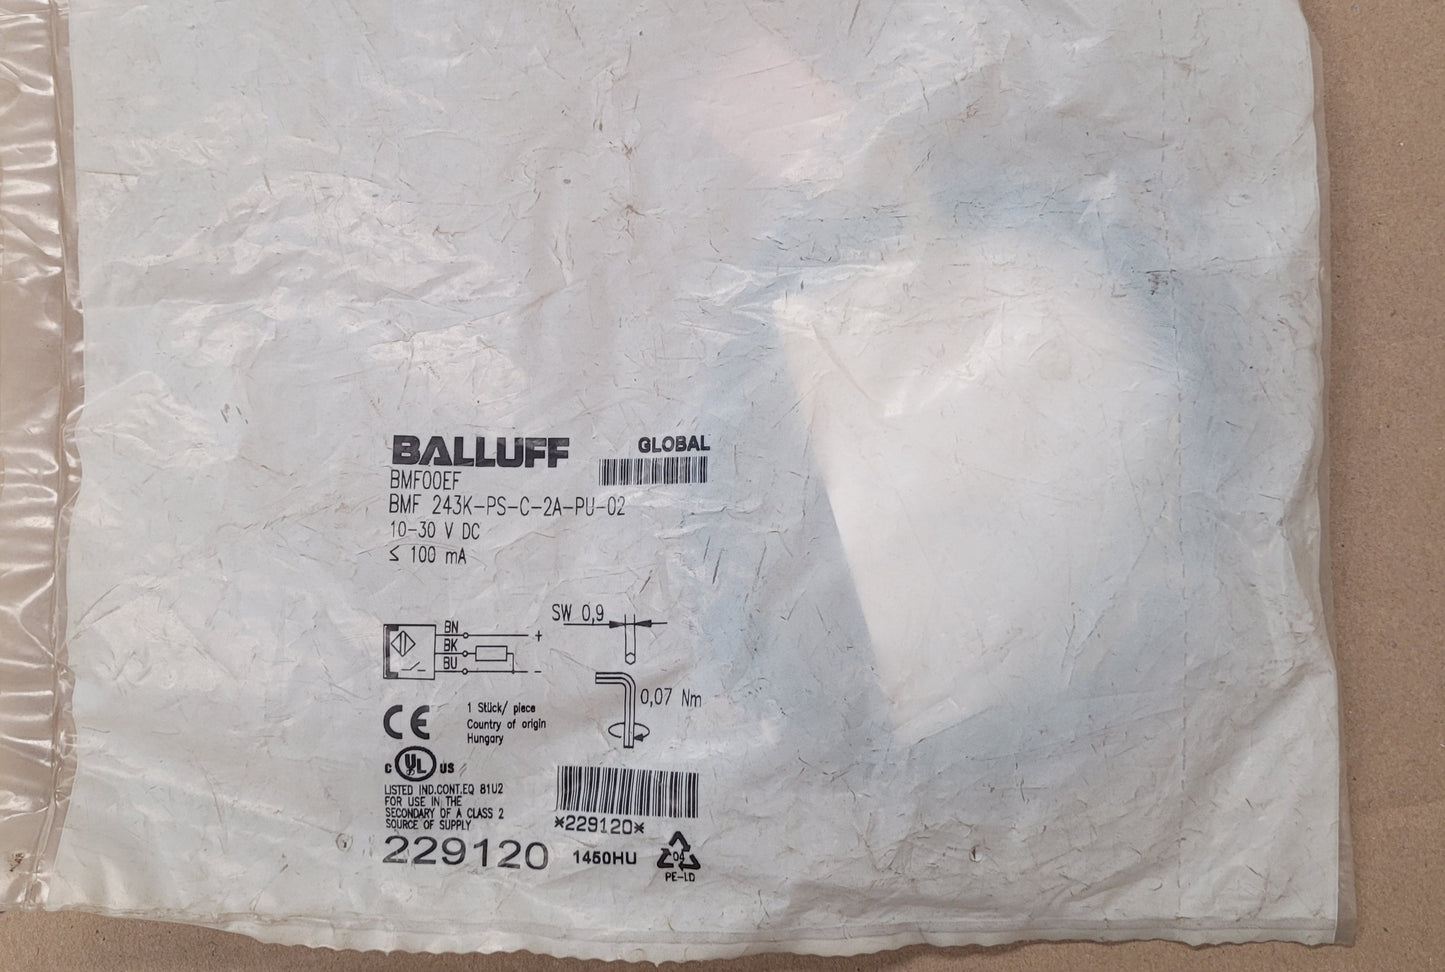 BALLUFF
GLOBAL
BMF00EF
BMF 243K-PS-C-2A-PU-02
10-30 V DC
≤ 100 mA
SW 0,9
BN +
BK
BU -
0,07 Nm
CE
1 Stück/ piece
Country of origin
Hungary
C UL US
LISTED IND.CONT.EQ 81U2
FOR USE IN THE
SECONDARY OF A CLASS 2
SOURCE OF SUPPLY
*229120*
229120
1450HU
04
PE-LD